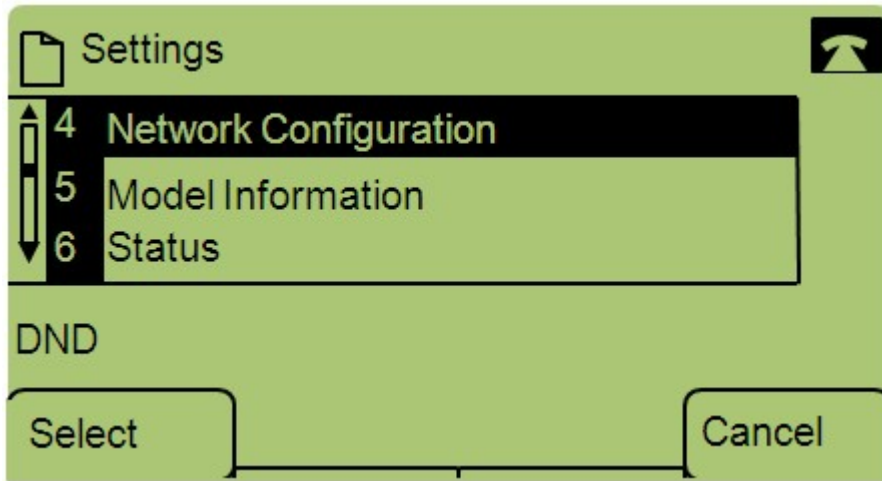 Settings
4 Network Configuration
5 Model Information
6 Status
DND
Select Cancel